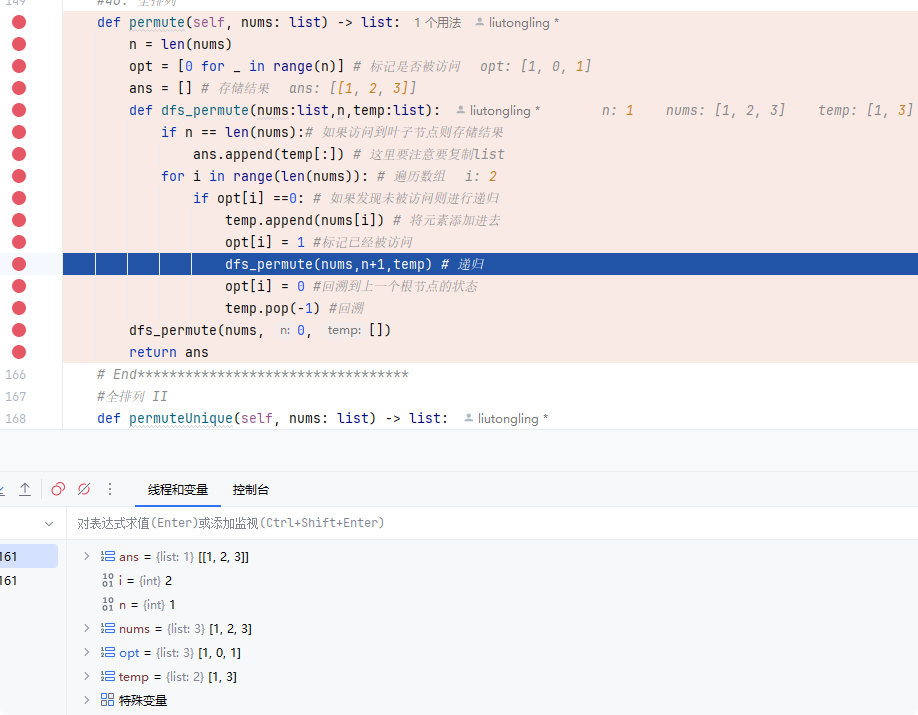 149 #46. 全排列
def permute(self, nums: list) -> list: 1 个用法 liutongling *
n = len(nums)
opt = [0 for _ in range(n)] # 标记是否被访问 opt: [1, 0, 1]
ans = [] # 存储结果 ans: [[1, 2, 3]]
def dfs_permute(nums:list,n,temp:list): liutongling * n: 1 nums: [1, 2, 3] temp: [1, 3]
if n == len(nums):# 如果访问到叶子节点则存储结果
ans.append(temp[:]) # 这里要注意要复制list
for i in range(len(nums)): # 遍历数组 i: 2
if opt[i] ==0: # 如果发现未被访问则进行递归
temp.append(nums[i]) # 将元素添加进去
opt[i] = 1 #标记已经被访问
dfs_permute(nums,n+1,temp) # 递归
opt[i] = 0 #回溯到上一个根节点的状态
temp.pop(-1) #回溯
dfs_permute(nums, n: 0, temp: [])
return ans
166 # End**********************************
167 #全排列 II
168 def permuteUnique(self, nums: list) -> list: liutongling *
线程和变量 控制台
对表达式求值(Enter)或添加监视(Ctrl+Shift+Enter)
161 ans = {list: 1} [[1, 2, 3]]
161 i = {int} 2
n = {int} 1
nums = {list: 3} [1, 2, 3]
opt = {list: 3} [1, 0, 1]
temp = {list: 2} [1, 3]
特殊变量